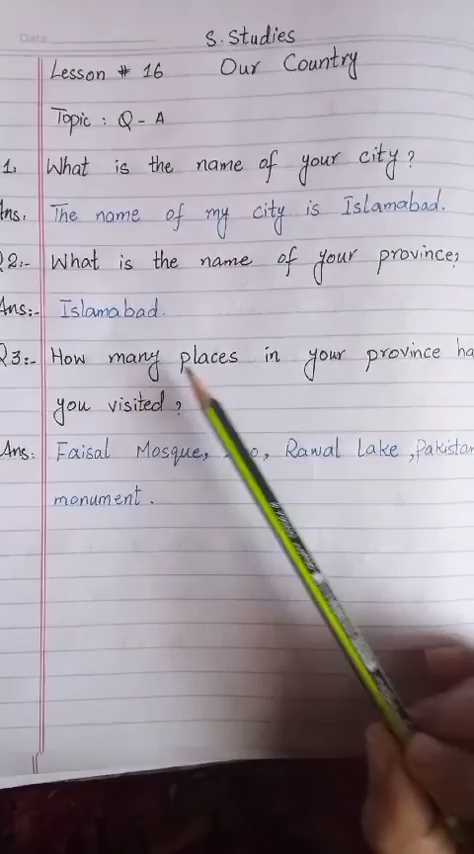 Date:
S. Studies
Lesson # 16 Our Country
Topic : Q - A
1. What is the name of your city?
Ans. The name of my city is Islamabad.
Q2:- What is the name of your province?
Ans:- Islamabad.
Q3:- How many places in your province ha
you visited?
Ans. Faisal Mosque, Rawal Lake, Pakistan
monument.